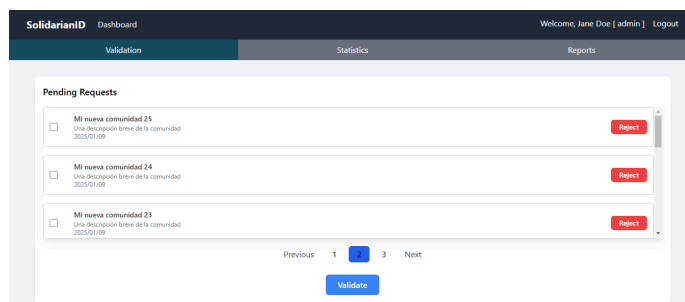 SolidarianID Dashboard Welcome, Jane Doe [ admin ] Logout
Validation Statistics Reports
Pending Requests
Mi nueva comunidad 25
Una descripción breve de la comunidad
2025/01/09
Reject
Mi nueva comunidad 24
Una descripción breve de la comunidad
2025/01/09
Reject
Mi nueva comunidad 23
Una descripción breve de la comunidad
2025/01/09
Reject
Previous 1 2 3 Next
Validate